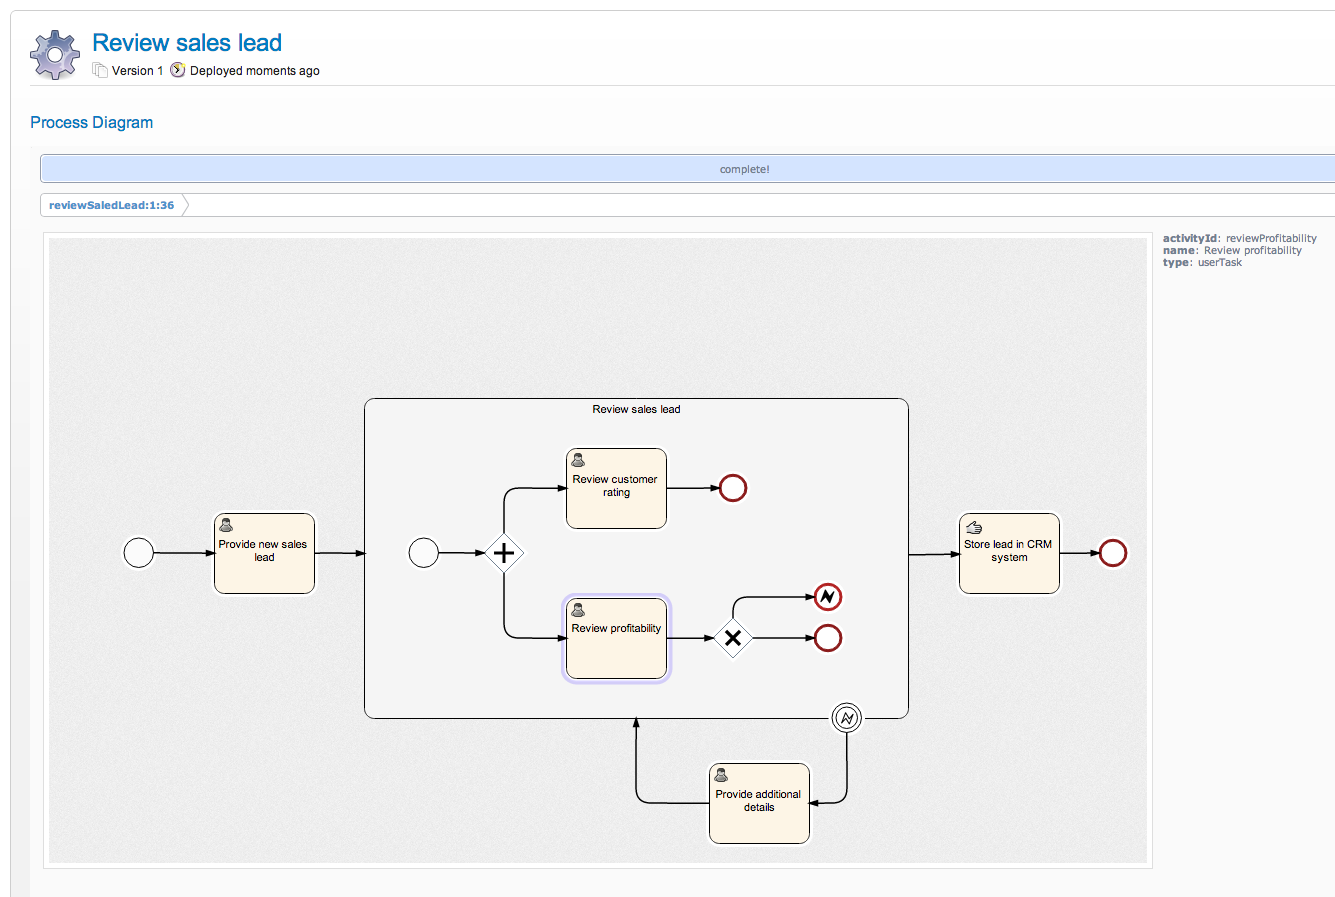 Review sales lead
Version 1 Deployed moments ago
Process Diagram
complete!
reviewSaledLead:1:36
activityId: reviewProfitability
name: Review profitability
type: userTask
Review sales lead
Review customer
rating
Provide new sales
lead
Store lead in CRM
system
Review profitability
Provide additional
details